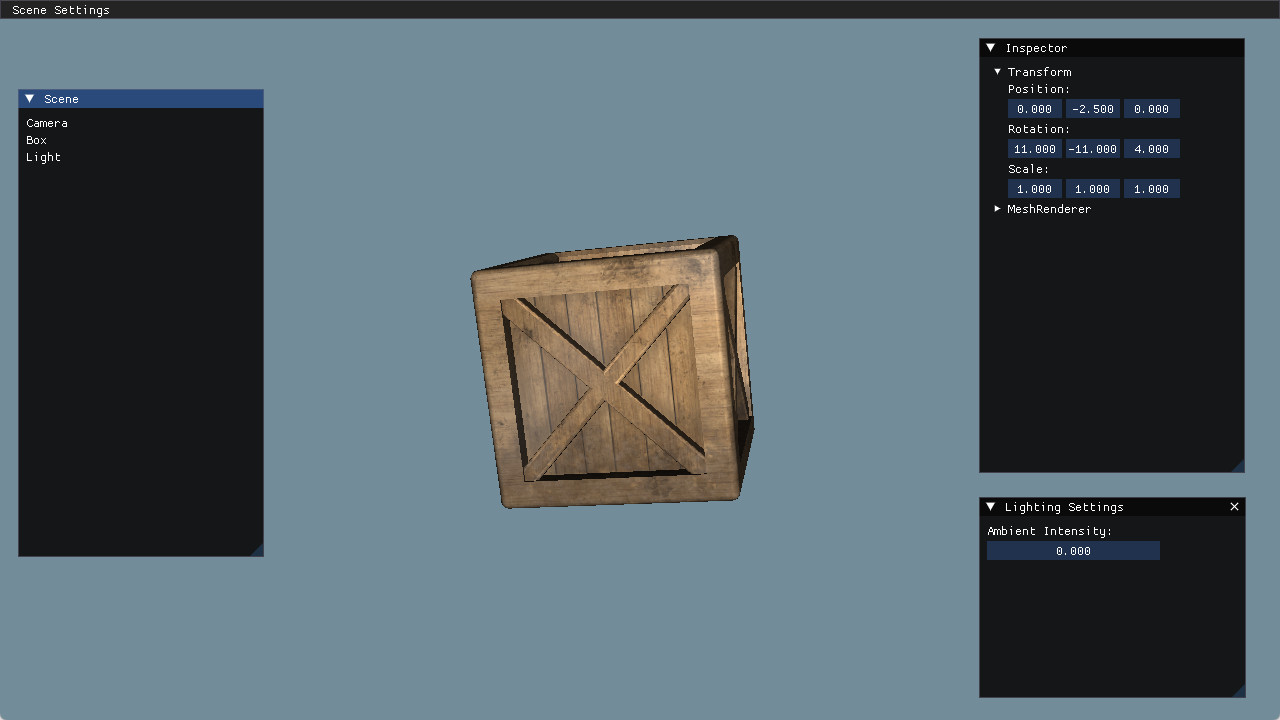 Scene Settings
Scene
Camera
Box
Light
Inspector
Transform
Position:
0.000 -2.500 0.000
Rotation:
11.000 -11.000 4.000
Scale:
1.000 1.000 1.000
MeshRenderer
Lighting Settings
Ambient Intensity:
0.000